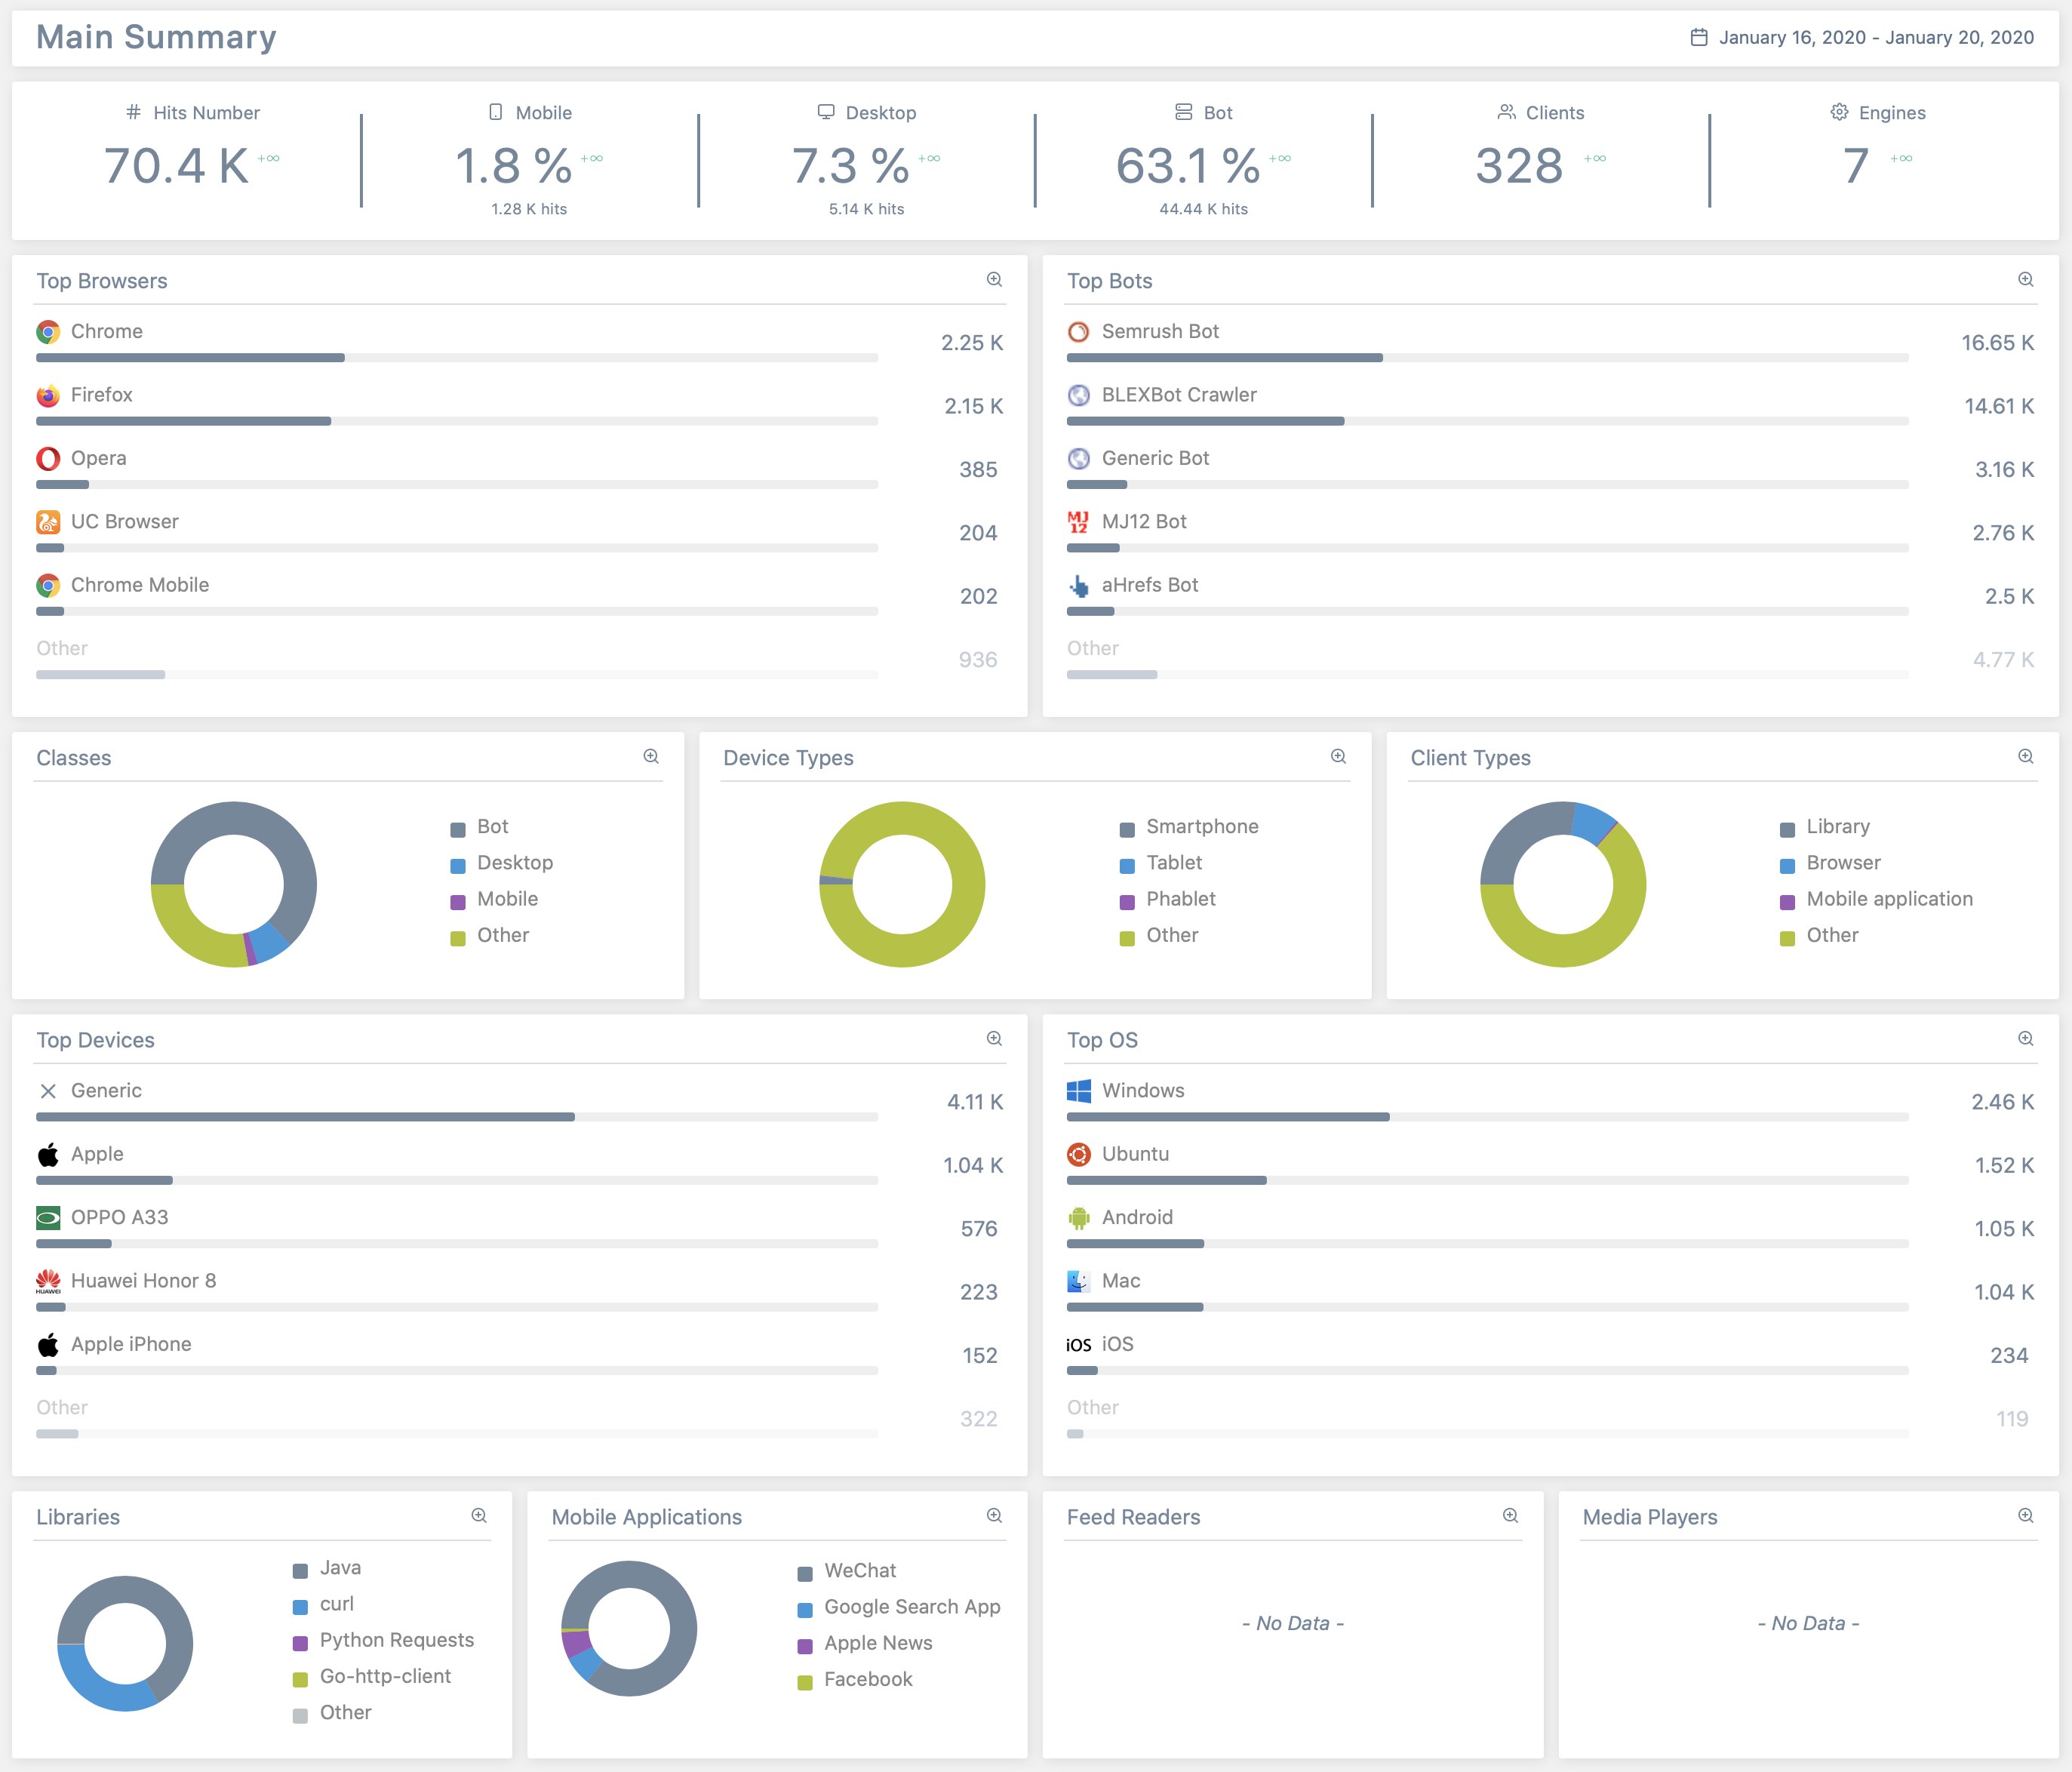 Main Summary
January 16, 2020 - January 20, 2020
# Hits Number
70.4 K +∞
Mobile
1.8 % +∞
1.28 K hits
Desktop
7.3 % +∞
5.14 K hits
Bot
63.1 % +∞
44.44 K hits
Clients
328 +∞
Engines
7 +∞
Top Browsers
Chrome
2.25 K
Firefox
2.15 K
Opera
385
UC Browser
204
Chrome Mobile
202
Other
936
Top Bots
Semrush Bot
16.65 K
BLEXBot Crawler
14.61 K
Generic Bot
3.16 K
MJ
12
MJ12 Bot
2.76 K
aHrefs Bot
2.5 K
Other
4.77 K
Classes
Bot
Desktop
Mobile
Other
Device Types
Smartphone
Tablet
Phablet
Other
Client Types
Library
Browser
Mobile application
Other
Top Devices
Generic
4.11 K
Apple
1.04 K
OPPO A33
576
HUAWEI
Huawei Honor 8
223
Apple iPhone
152
Other
322
Top OS
Windows
2.46 K
Ubuntu
1.52 K
Android
1.05 K
Mac
1.04 K
iOS iOS
234
Other
119
Libraries
Java
curl
Python Requests
Go-http-client
Other
Mobile Applications
WeChat
Google Search App
Apple News
Facebook
Feed Readers
- No Data -
Media Players
- No Data -